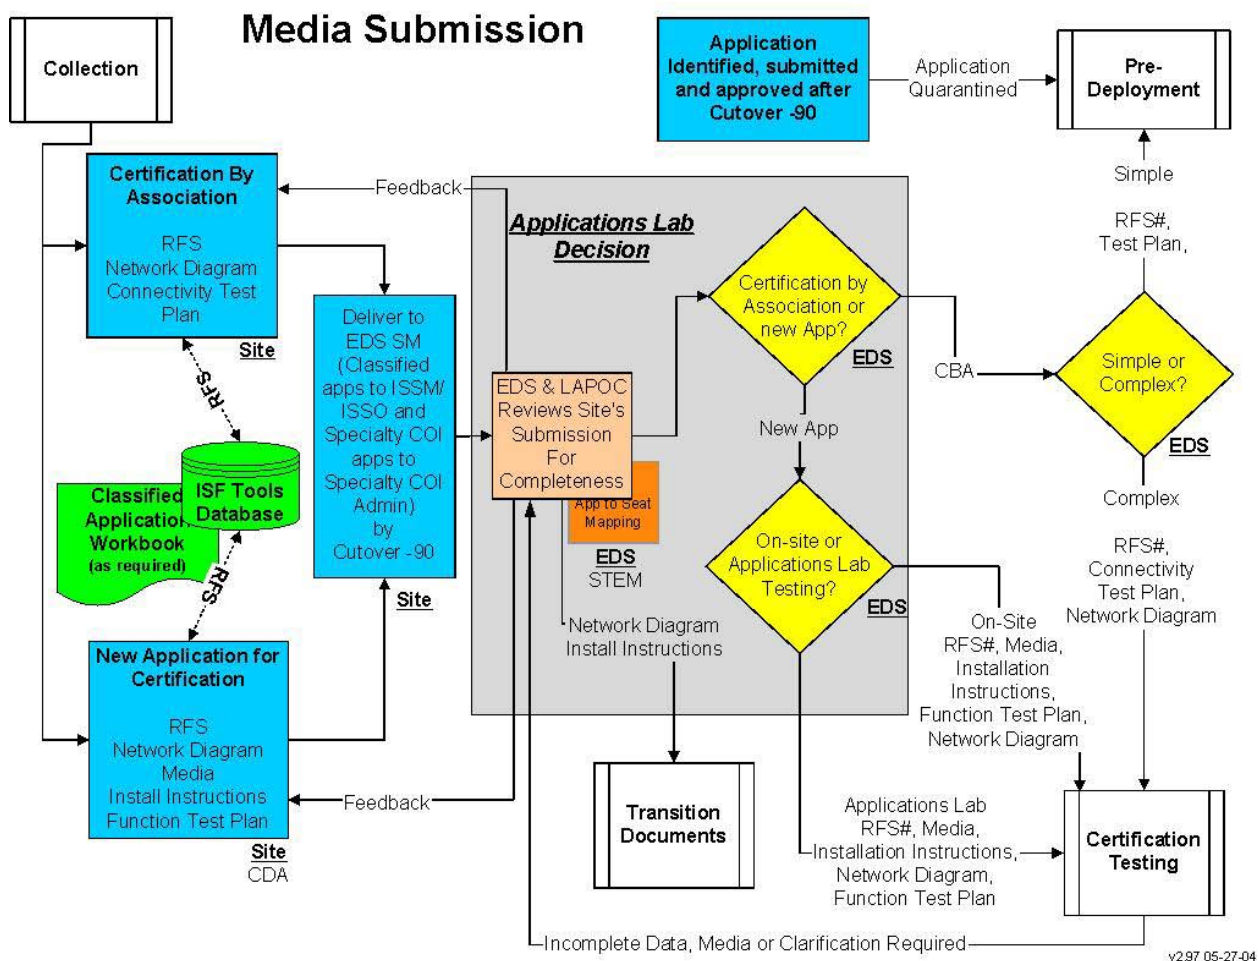 Media Submission
Collection
Application
Identified, submitted
and approved after
Cutover -90
Application
Quarantined
Pre-
Deployment
Certification By
Association
RFS
Network Diagram
Connectivity Test
Plan
Site
Feedback
Applications Lab
Decision
Certification by
Association or
new App?
EDS
CBA
Simple
RFS#,
Test Plan,
Simple or
Complex?
EDS
Complex
RFS#,
Connectivity
Test Plan,
Network Diagram
Deliver to
EDS SM
(Classified
apps to ISSM/
ISSO and
Specialty COI
apps to
Specialty COI
Admin)
by
Cutover -90
Site
EDS & LAPOC
Reviews Site's
Submission
For
Completeness
App to Seat
Mapping
EDS
STEM
New App
On-site or
Applications Lab
Testing?
EDS
RFS
ISF Tools
Database
Classified
Application
Workbook
(as required)
RFS
Network Diagram
Install Instructions
On-Site
RFS#, Media,
Installation
Instructions,
Function Test Plan,
Network Diagram
New Application for
Certification
RFS
Network Diagram
Media
Install Instructions
Function Test Plan
Site
CDA
Feedback
Transition
Documents
Applications Lab
RFS#, Media,
Installation Instructions,
Network Diagram,
Function Test Plan
Certification
Testing
Incomplete Data, Media or Clarification Required
v2.97 05-27-04